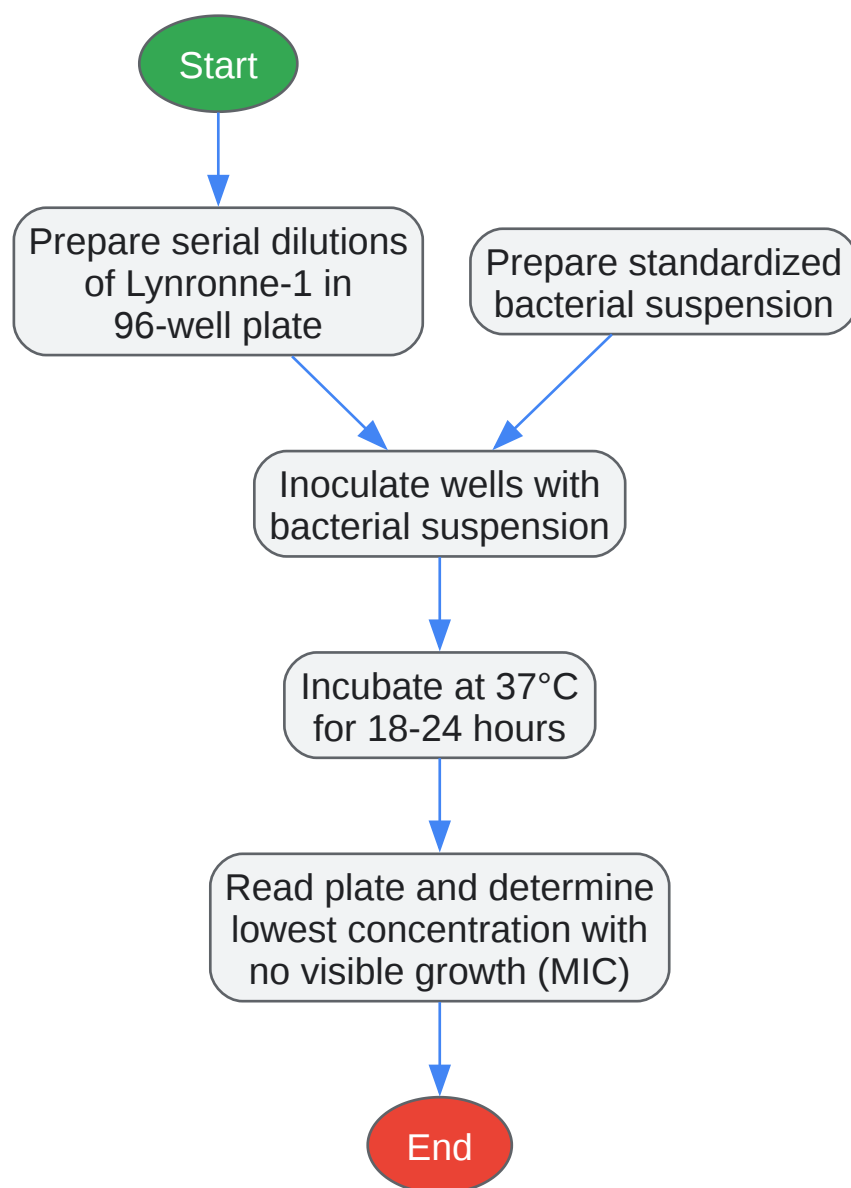 Start
Prepare serial dilutions
of Lynronne-1 in
96-well plate
Prepare standardized
bacterial suspension
Inoculate wells with
bacterial suspension
Incubate at 37°C
for 18-24 hours
Read plate and determine
lowest concentration with
no visible growth (MIC)
End